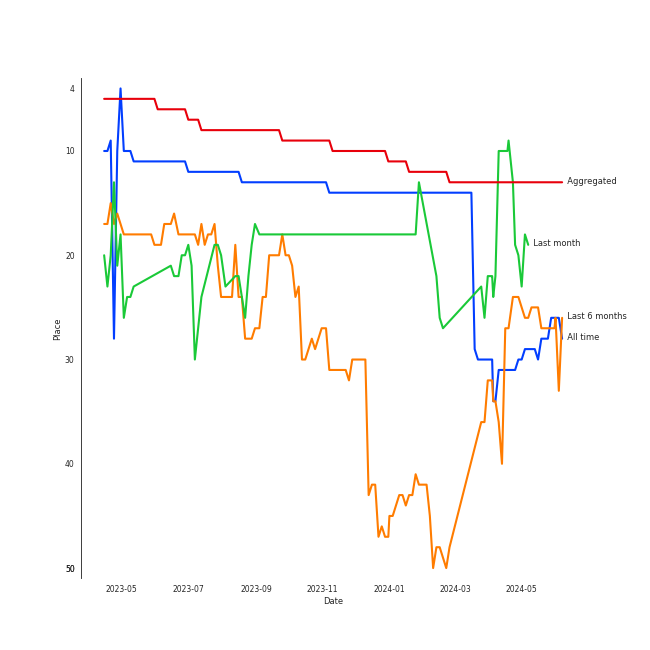 4
10
20
30
40
50
Place
Aggregated
Last month
Last 6 months
All time
2023-05 2023-07 2023-09 2023-11 2024-01 2024-03 2024-05
Date